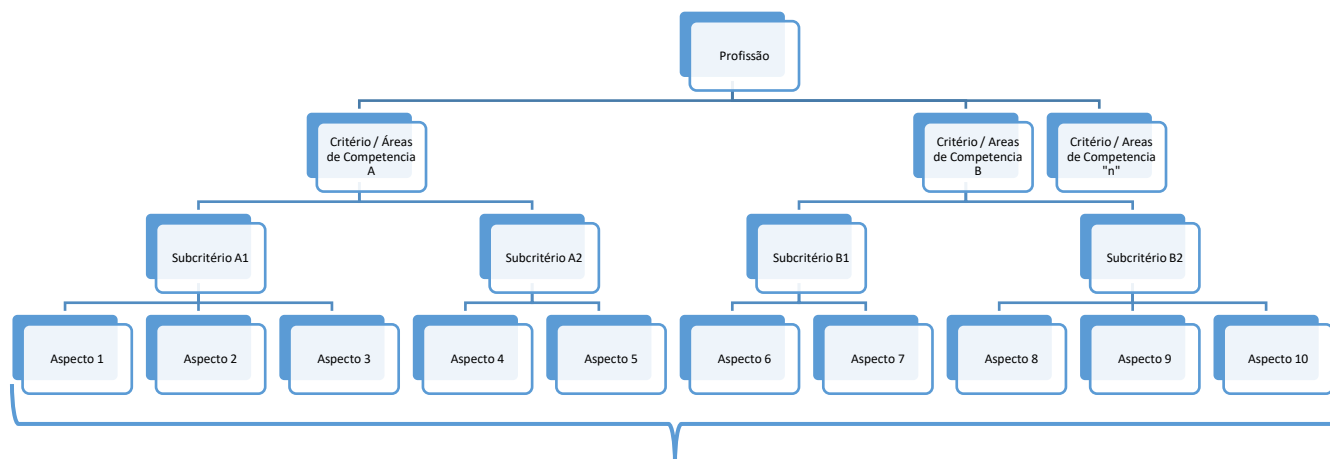 Profissão
Critério / Áreas
de Competencia
A
Critério / Areas
de Competencia
B
Critério / Areas
de Competencia
"n"
Subcritério A1
Subcritério A2
Subcritério B1
Subcritério B2
Aspecto 1
Aspecto 2
Aspecto 3
Aspecto 4
Aspecto 5
Aspecto 6
Aspecto 7
Aspecto 8
Aspecto 9
Aspecto 10